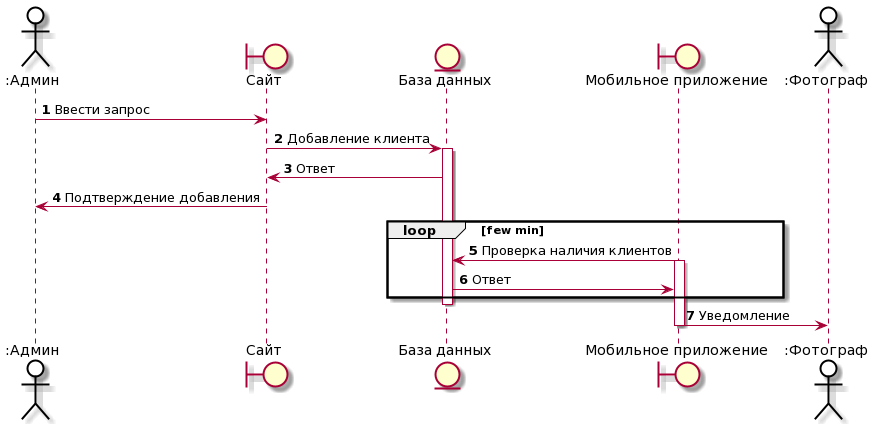 :Админ
Сайт
База данных
Мобильное приложение
:Фотограф
1 Ввести запрос
2 Добавление клиента
3 Ответ
4 Подтверждение добавления
loop [few min]
5 Проверка наличия клиентов
6 Ответ
7 Уведомление
:Админ
Сайт
База данных
Мобильное приложение
:Фотограф